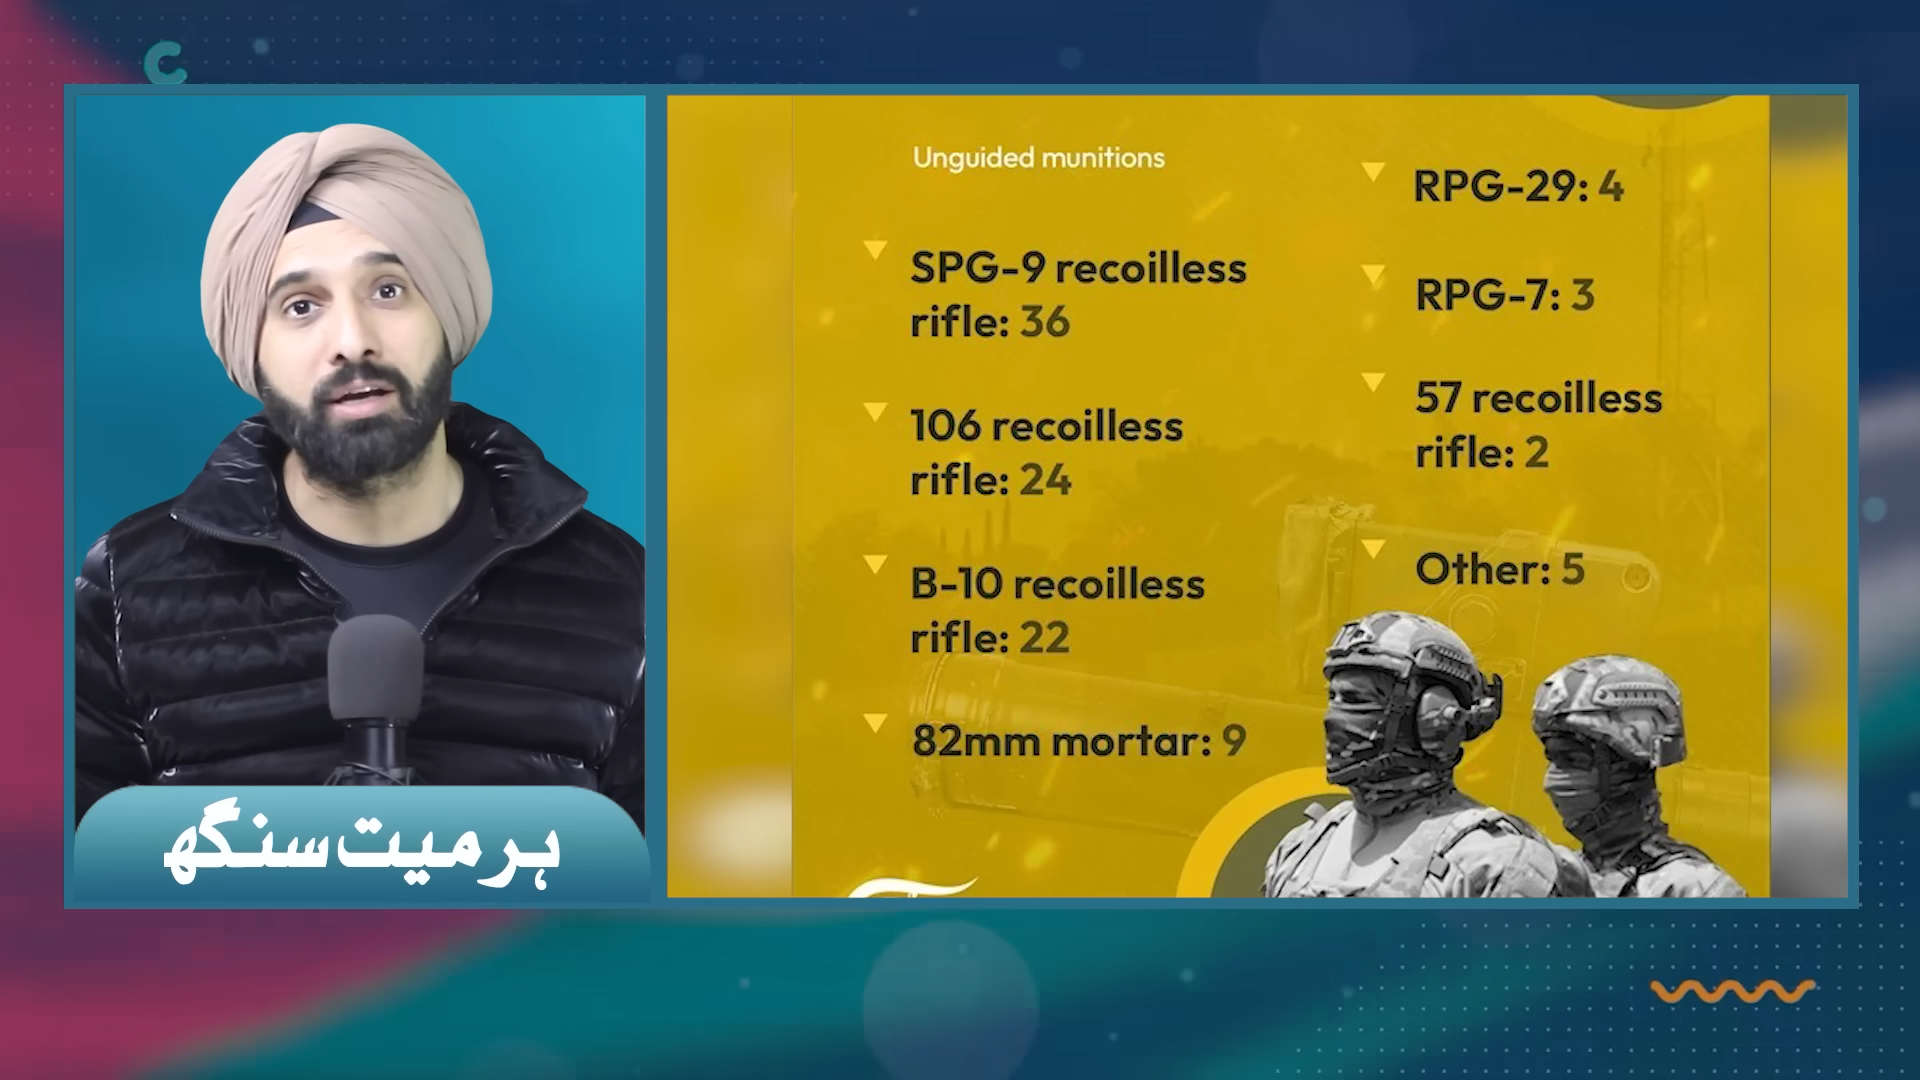 ہرمیت سنگھ
Unguided munitions
SPG-9 recoilless
rifle: 36
106 recoilless
rifle: 24
B-10 recoilless
rifle: 22
82mm mortar: 9
RPG-29: 4
RPG-7: 3
57 recoilless
rifle: 2
Other: 5